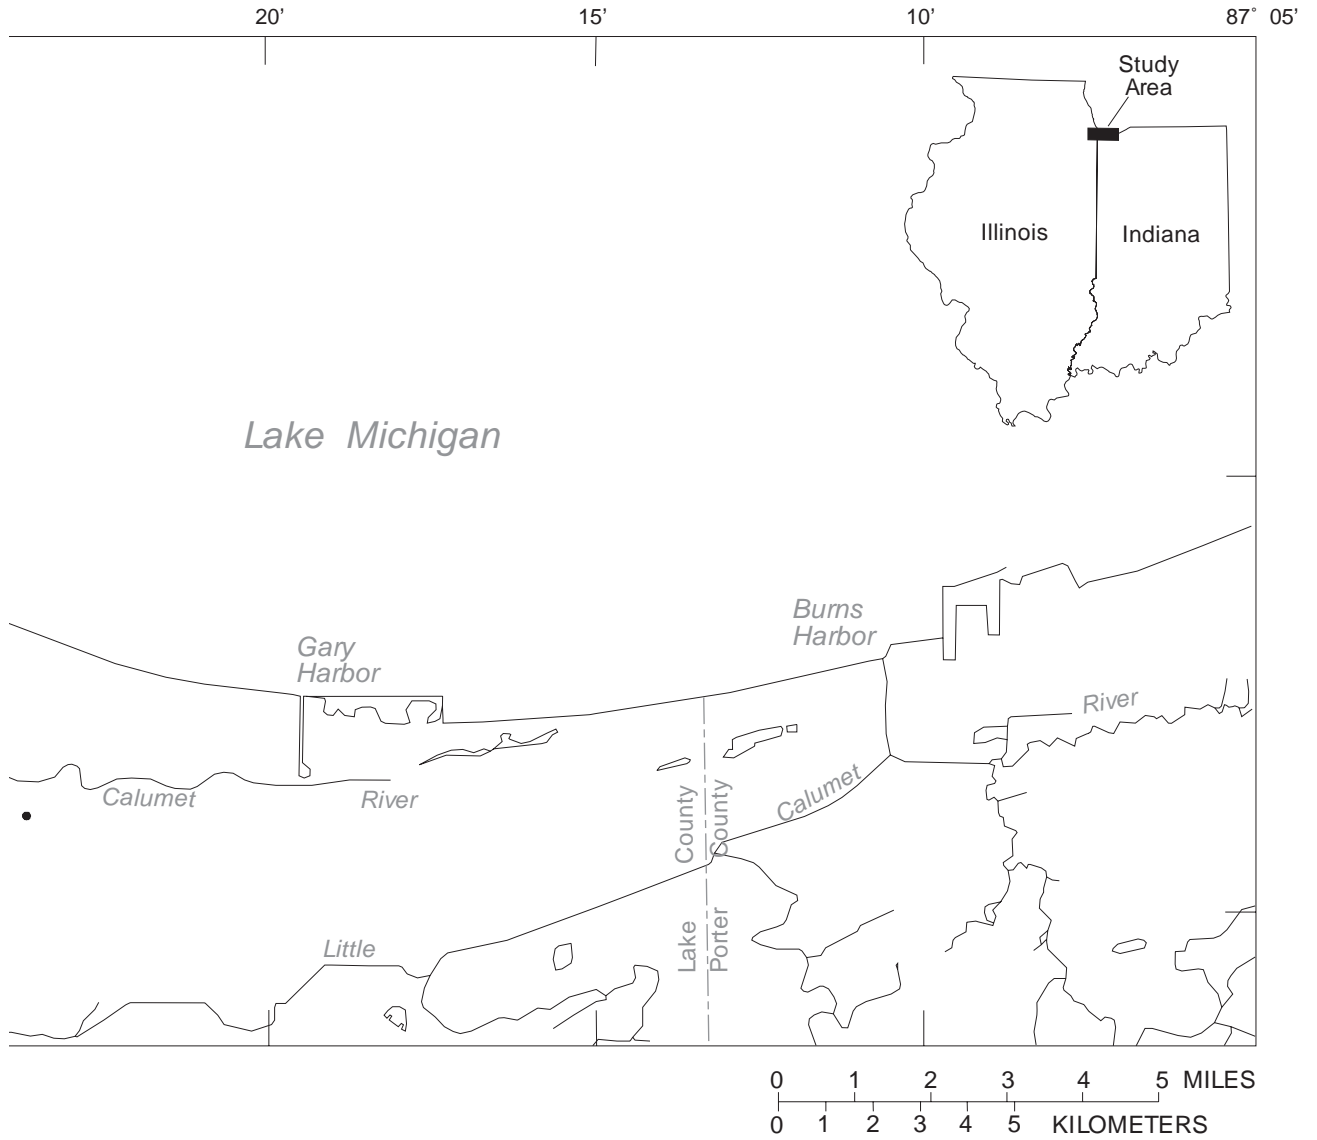 20’ 15’ 10’ 87° 05’
Study
Area
Illinois
Indiana
Lake Michigan
Burns
Harbor
Gary
Harbor
River
Calumet
River
Calumet
County
County
Little
Lake
Porter
0 1 2 3 4 5 MILES
0 1 2 3 4 5 KILOMETERS